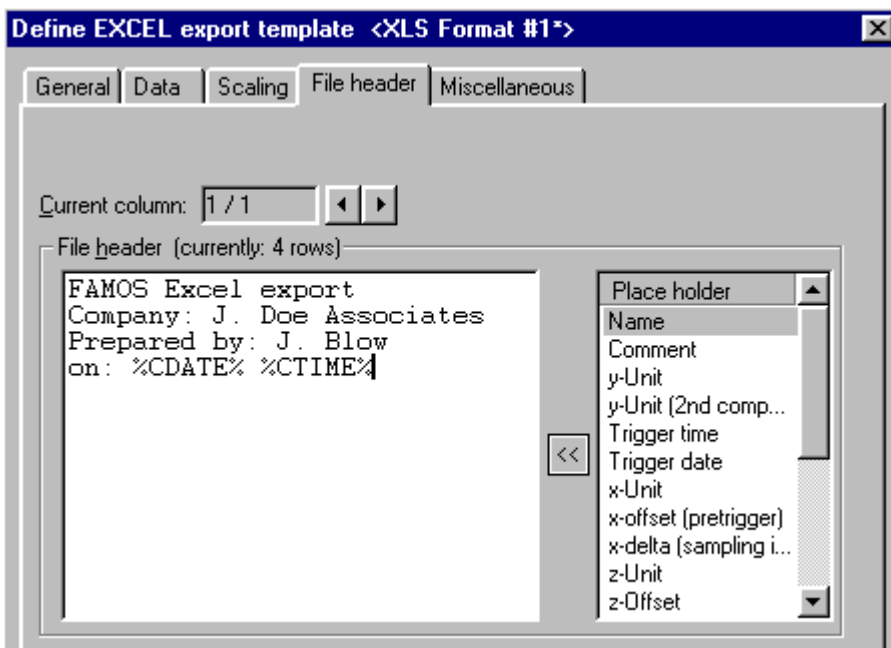 Define EXCEL export template <XLS Format #1*>
General Data Scaling File header Miscellaneous
Current column: 1 / 1
File header (currently: 4 rows)
FAMOS Excel export
Company: J. Doe Associates
Prepared by: J. Blow
on: %CDATE% %CTIME%
<<
Place holder
Name
Comment
y-Unit
y-Unit (2nd comp...
Trigger time
Trigger date
x-Unit
x-offset (pretrigger)
x-delta (sampling i...
z-Unit
z-Offset